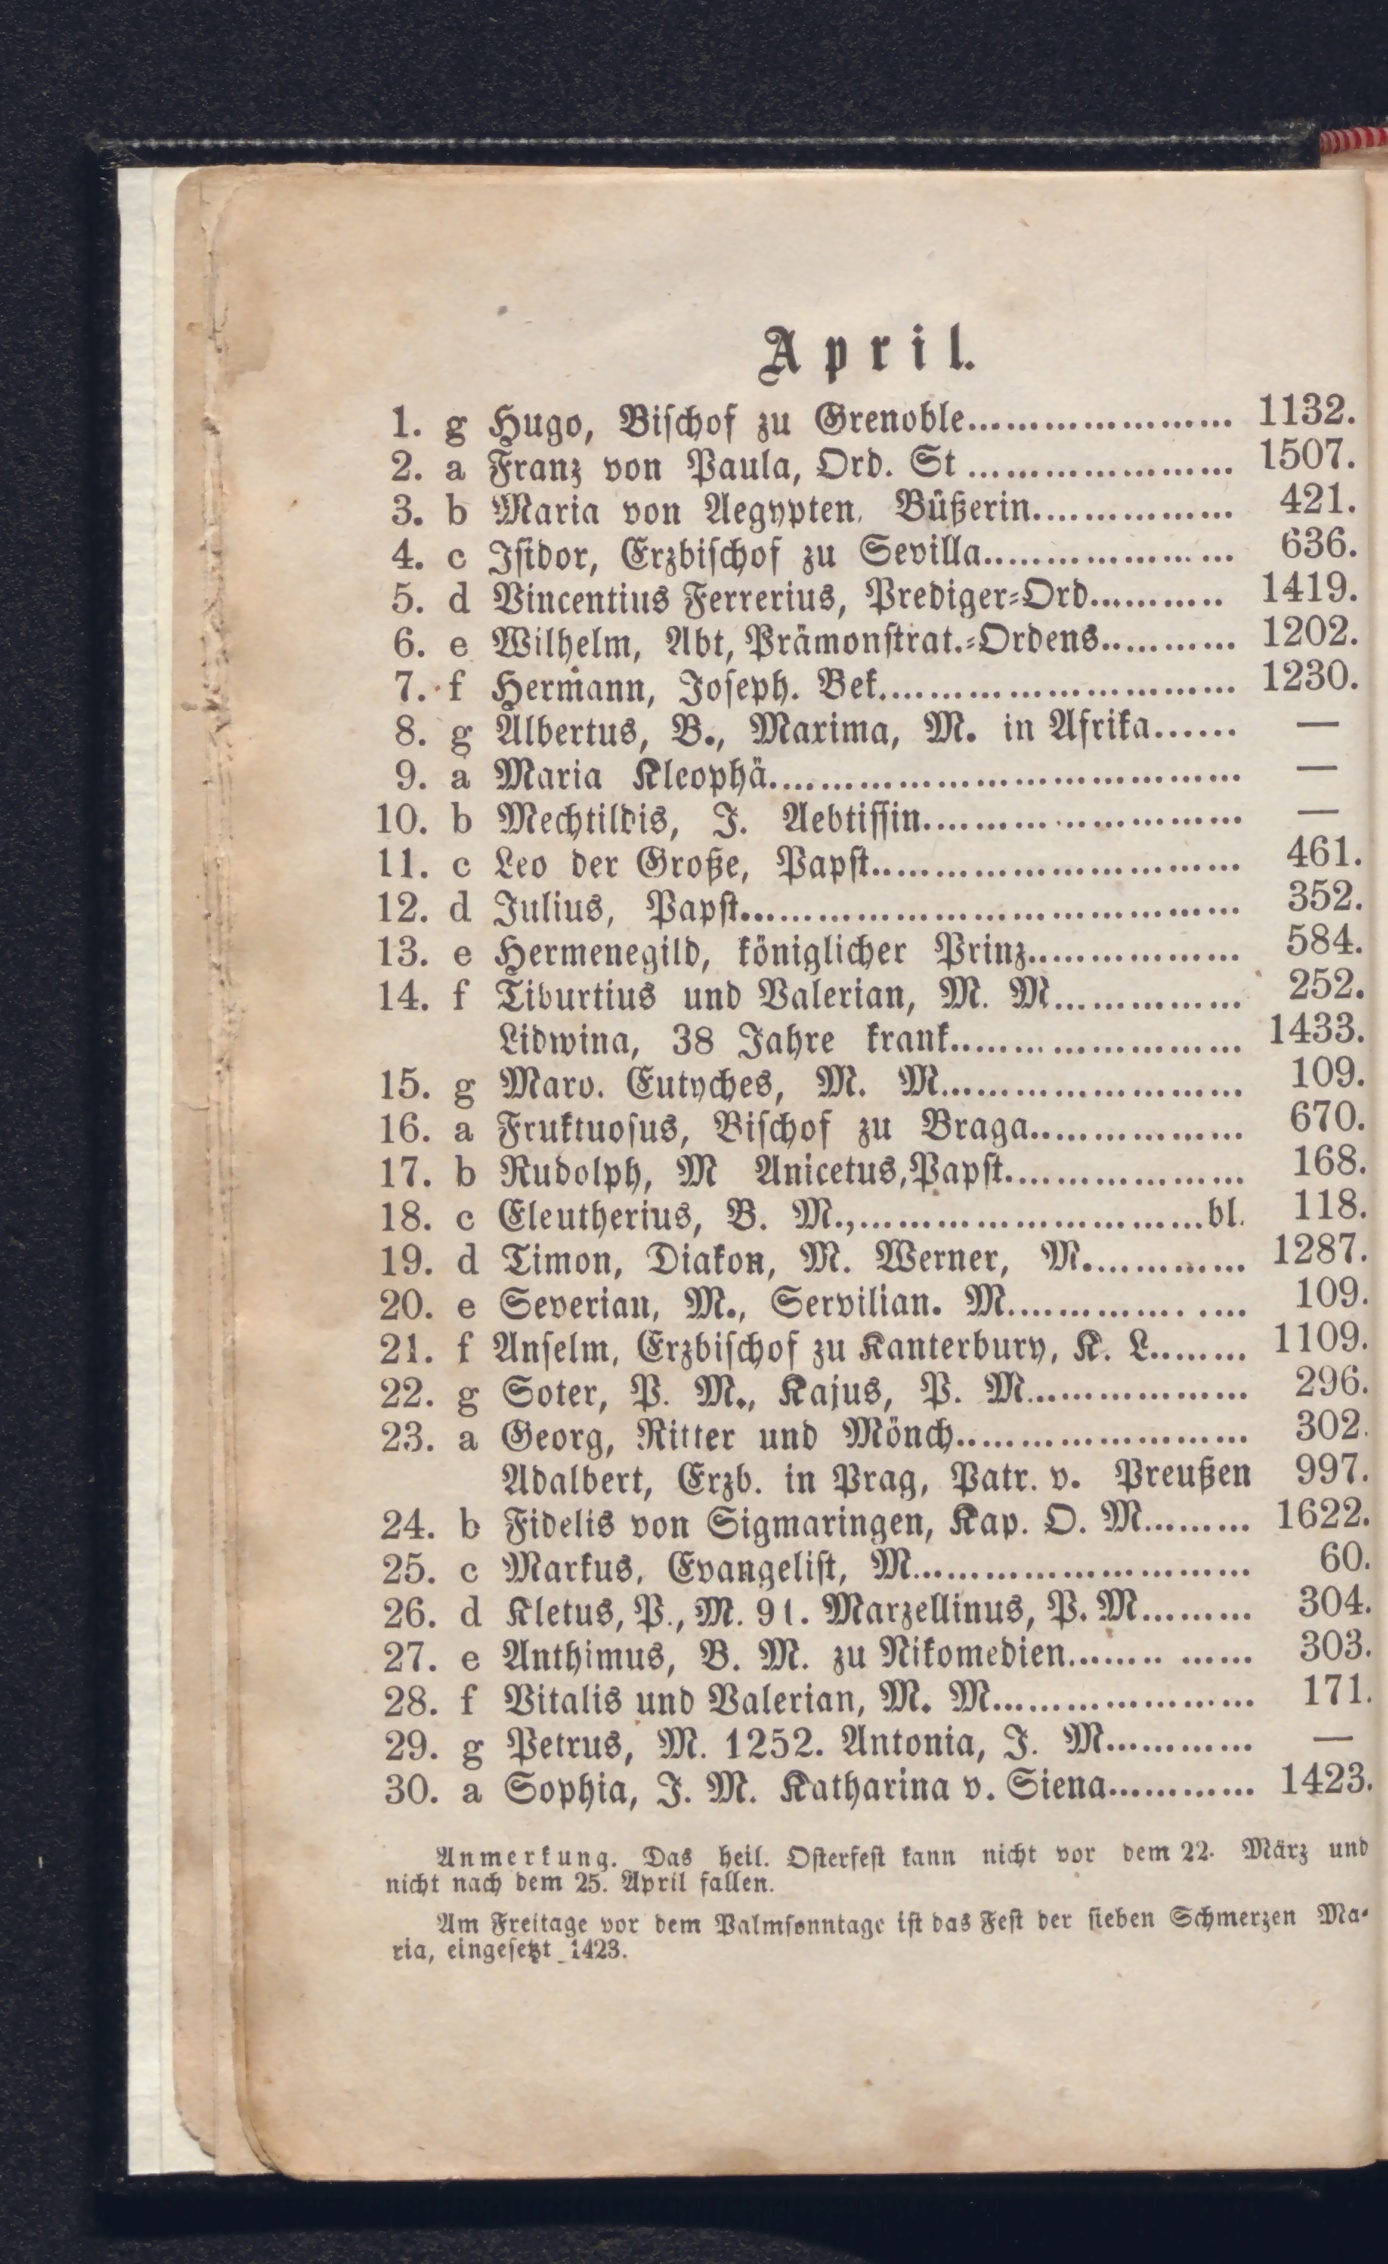 April.
1. g Hugo, Bischof zu Grenoble..................... 1132.
2. a Franz von Paula, Ord. St ..................... 1507.
3. b Maria von Aegypten, Büßerin................ 421.
4. c Isidor, Erzbischof zu Sevilla.................... 636.
5. d Vincentius Ferrerius, Prediger-Ord........... 1419.
6. e Wilhelm, Abt, Prämonstrat.-Ordens........... 1202.
7. f Hermann, Joseph. Bek............................ 1230.
8. g Albertus, B., Maxima, M. in Afrika...... —
9. a Maria Kleophä..................................... —
10. b Mechtildis, J. Aebtissin......................... —
11. c Leo der Große, Papst............................ 461.
12. d Julius, Papst....................................... 352.
13. e Hermenegild, königlicher Prinz................. 584.
14. f Tiburtius und Valerian, M. M............... 252.
Lidwina, 38 Jahre krank....................... 1433.
15. g Maro. Eutyches, M. M........................ 109.
16. a Fruktuosus, Bischof zu Braga................. 670.
17. b Rudolph, M Anicetus,Papst................... 168.
18. c Eleutherius, B. M.,...........................bl. 118.
19. d Timon, Diakon, M. Werner, M............. 1287.
20. e Severian, M., Servilian. M................... 109.
21. f Anselm, Erzbischof zu Kanterbury, K. L........ 1109.
22. g Soter, P. M., Kajus, P. M.................. 296.
23. a Georg, Ritter und Mönch....................... 302.
Adalbert, Erzb. in Prag, Patr. v. Preußen 997.
24. b Fidelis von Sigmaringen, Kap. O. M......... 1622.
25. c Markus, Evangelist, M........................... 60.
26. d Kletus, P., M. 91. Marzellinus, P. M......... 304.
27. e Anthimus, B. M. zu Nikomedien........ ...... 303.
28. f Vitalis und Valerian, M. M..................... 171.
29. g Petrus, M. 1252. Antonia, J. M............ —
30. a Sophia, J. M. Katharina v. Siena............ 1423.
Anmerkung. Das heil. Osterfest kann nicht vor dem 22. März und
nicht nach dem 25. April fallen.
Am Freitage vor dem Palmsonntage ist das Fest der sieben Schmerzen Ma-
ria, eingesetzt 1423.